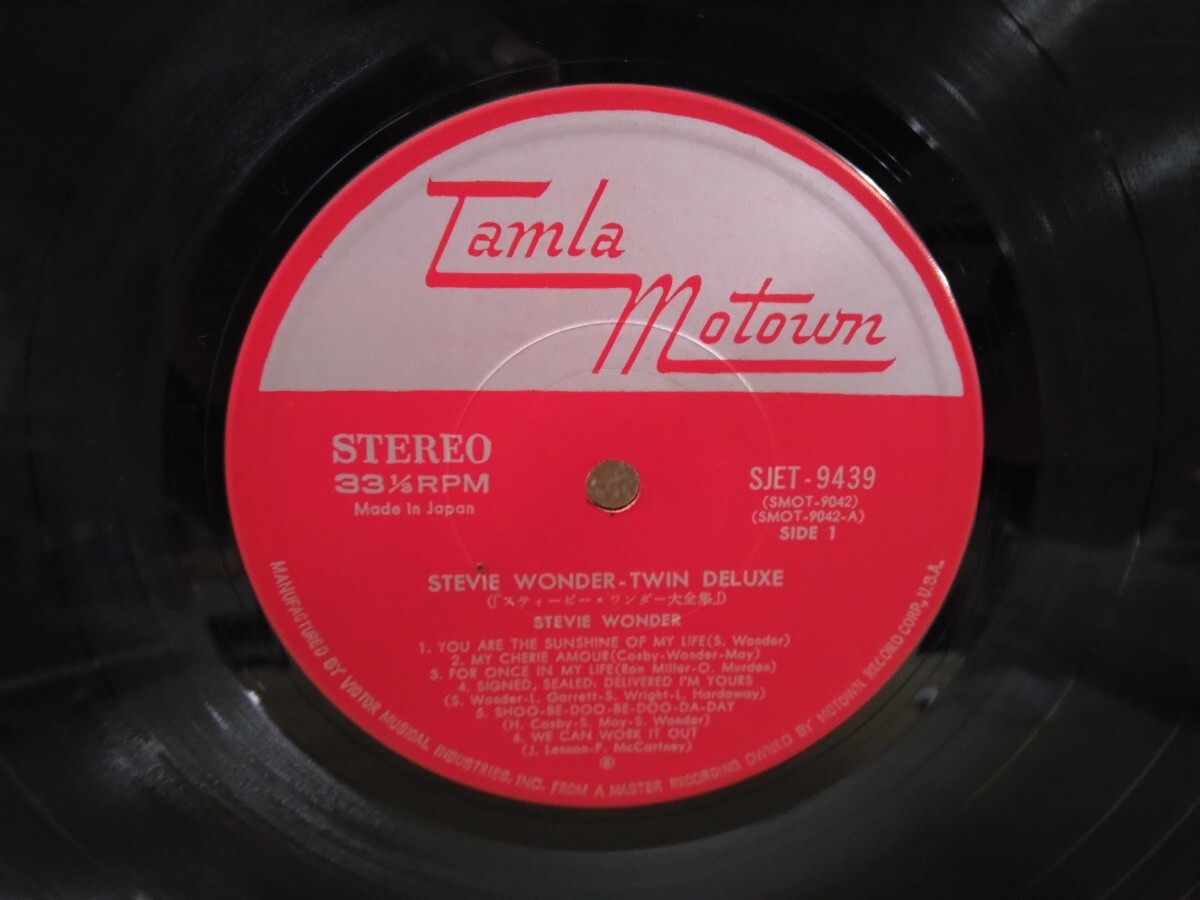 Tamla
Motown
STEREO
33⅓RPM
Made in Japan
SJET-9439
(SMOT-9042)
(SMOT-9042-A)
SIDE 1
STEVIE WONDER-TWIN DELUXE
(「スティービー・ワンダー大全集」)
STEVIE WONDER
1. YOU ARE THE SUNSHINE OF MY LIFE(S. Wonder)
2. MY CHERIE AMOUR(Cosby-Wonder-Moy)
3. FOR ONCE IN MY LIFE(Ron Miller-O. Murden)
4. SIGNED, SEALED, DELIVERED I'M YOURS
(S. Wonder-L. Garrett-S. Wright-L. Hardaway)
5. SHOO-BE-DOO-BE-DOO-DA-DAY
(H. Cosby-S. Moy-S. Wonder)
6. WE CAN WORK IT OUT
(J. Lennon-P. McCartney)
MANUFACTURED BY VICTOR MUSICAL INDUSTRIES, INC. FROM A MASTER RECORDING OWNED BY MOTOWN RECORD CORP., U.S.A.